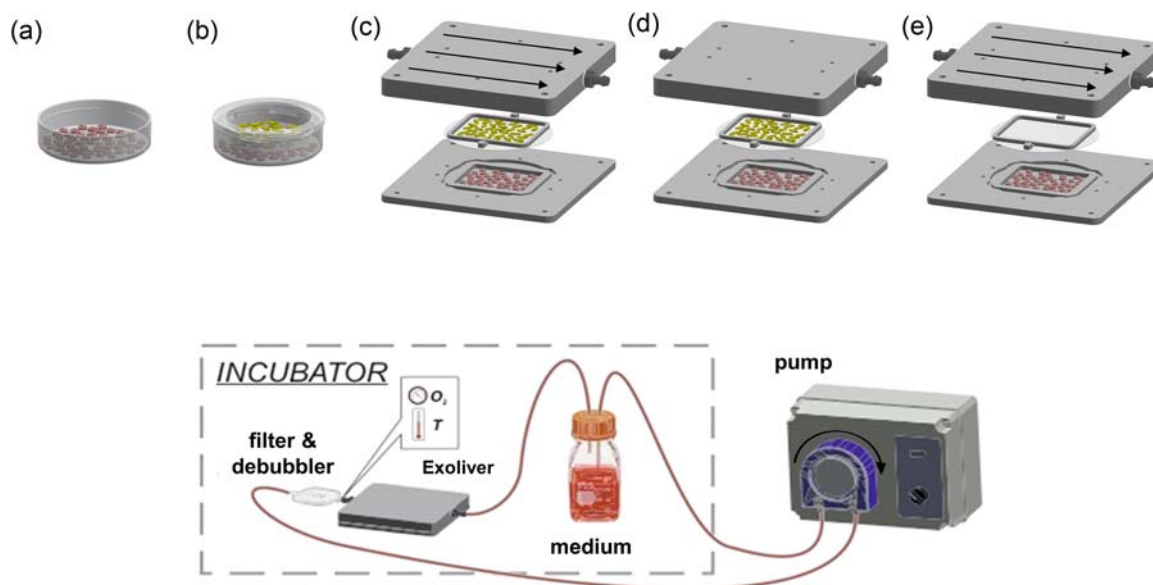 (a)
(b)
(c)
(d)
(e)
INCUBATOR
O₂
T
filter &
debubbler
Exoliver
medium
pump